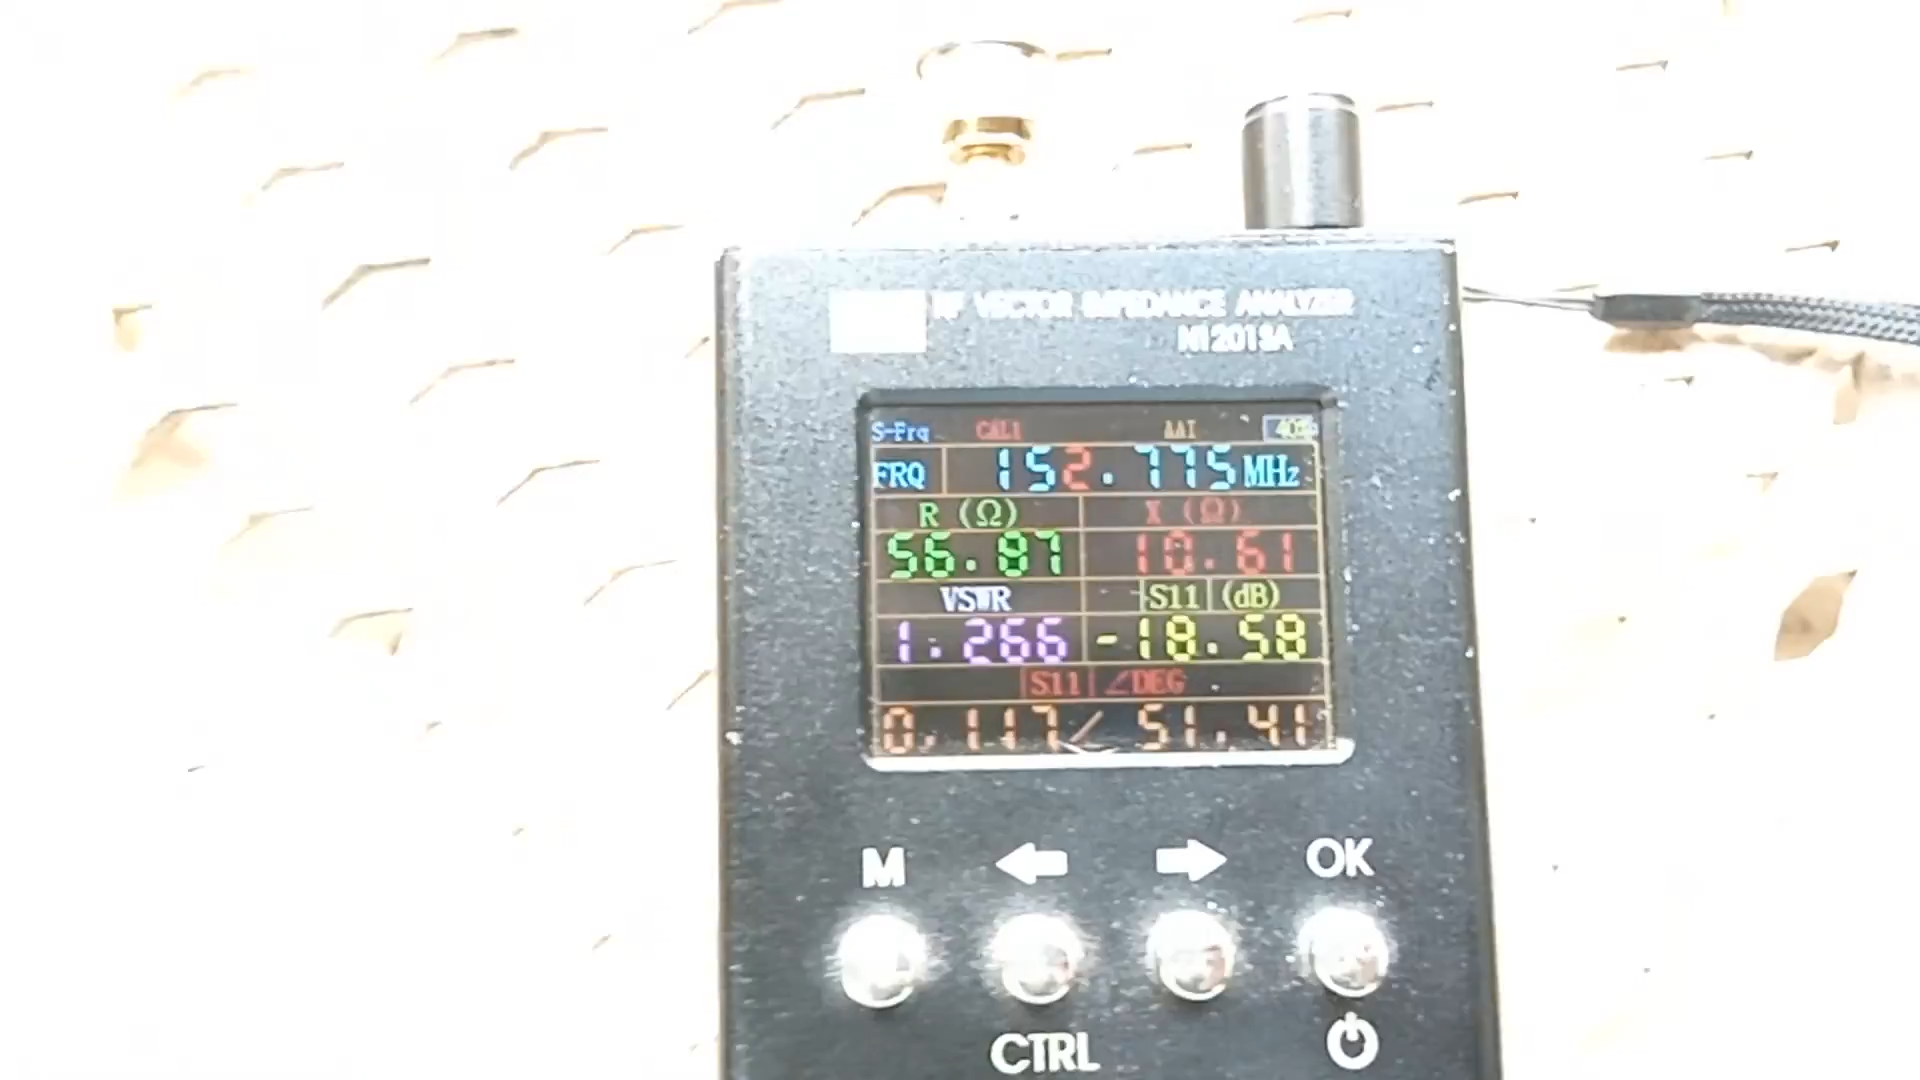 RF VECTOR IMPEDANCE ANALYZER
N1201SA
S-Frq CAL1 AAI 40%
FRQ 152.775MHz
R (Ω) X (Ω)
56.87 10.61
VSWR S11 (dB)
1.266 -18.58
S11 ∠DEG
0.117∠ 51.41
M OK
CTRL